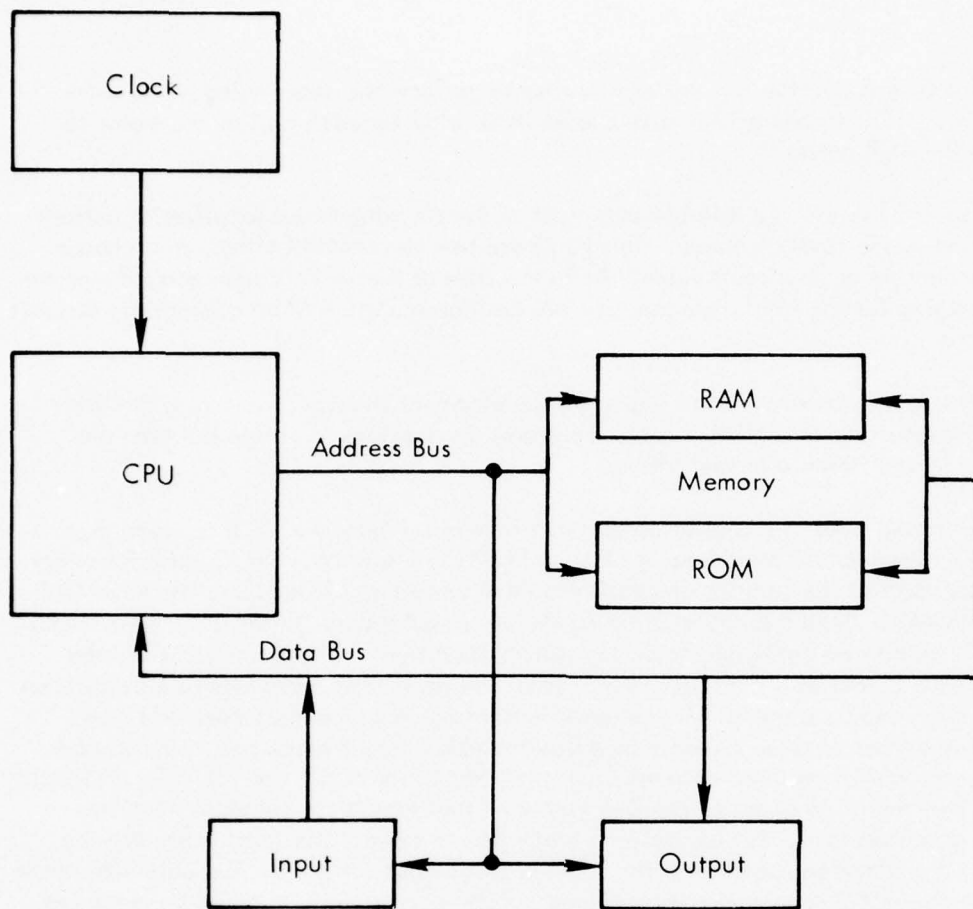 Clock
CPU
Address Bus
RAM
Memory
ROM
Data Bus
Input
Output